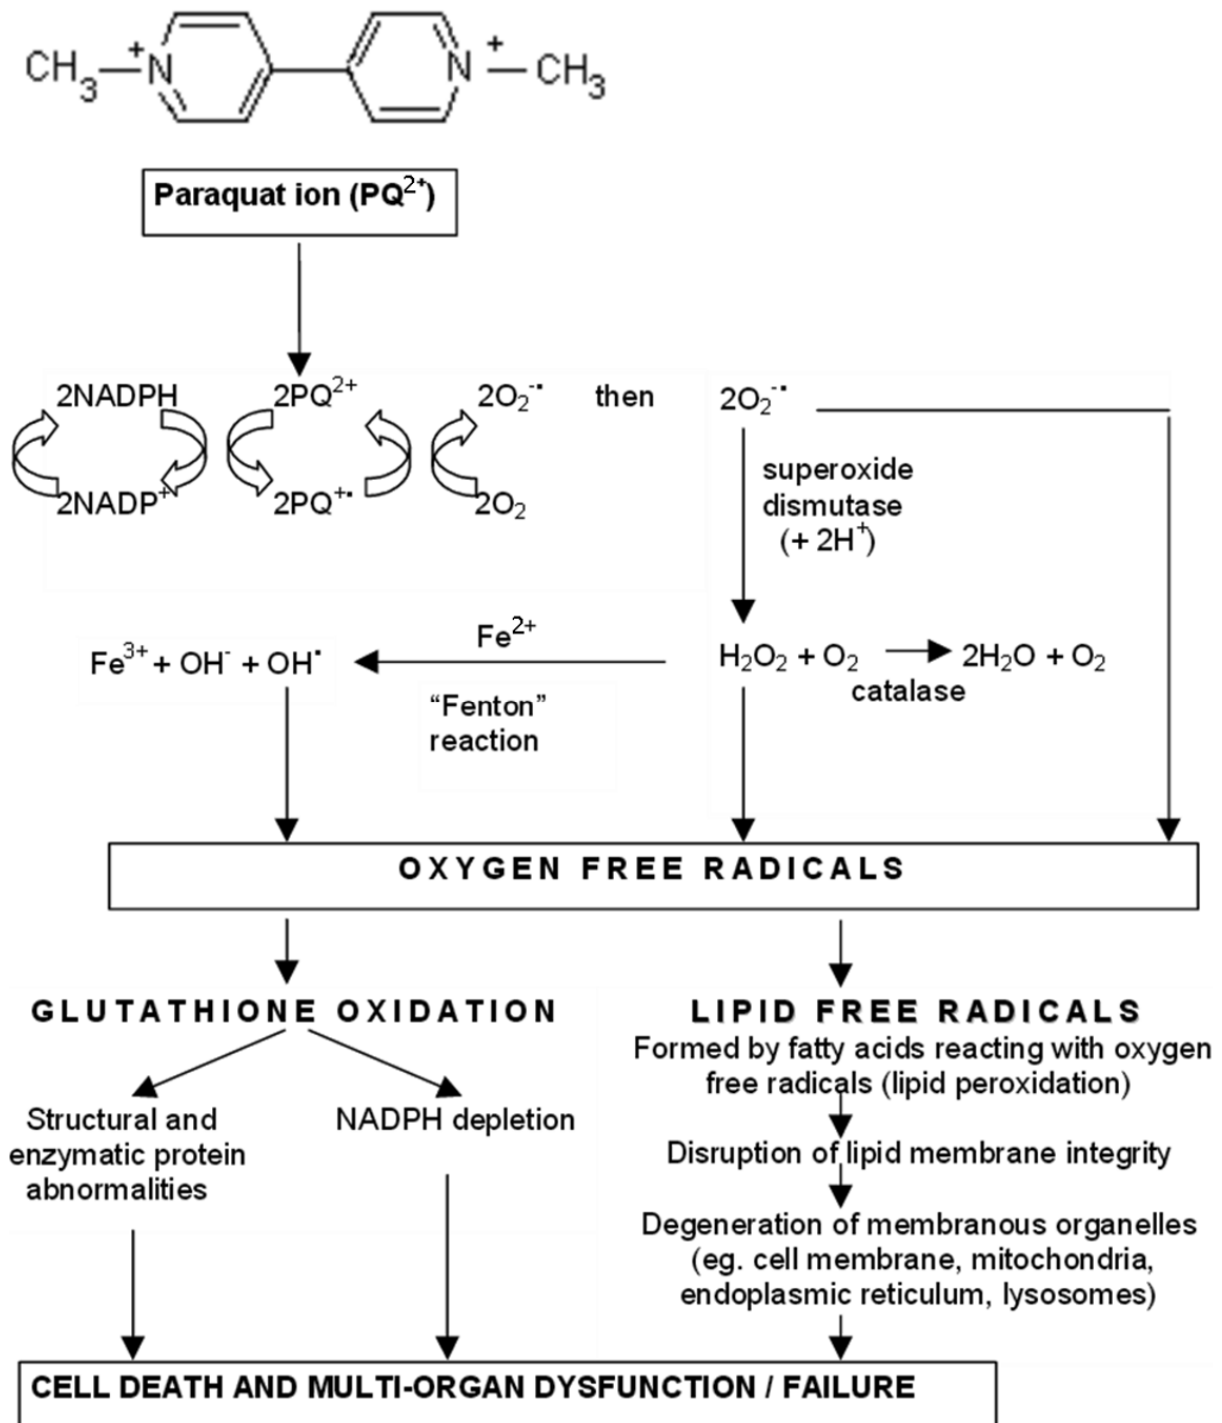 CH₃ — N⁺ N⁺ — CH₃
Paraquat ion (PQ²⁺)
2NADPH 2PQ²⁺ 2O₂⁻• then 2O₂⁻•
2NADP⁺ 2PQ⁺• 2O₂
superoxide
dismutase
(+ 2H⁺)
Fe³⁺ + OH⁻ + OH• Fe²⁺ H₂O₂ + O₂ 2H₂O + O₂
catalase
“Fenton”
reaction
OXYGEN FREE RADICALS
GLUTATHIONE OXIDATION
Structural and
enzymatic protein
abnormalities
NADPH depletion
LIPID FREE RADICALS
Formed by fatty acids reacting with oxygen
free radicals (lipid peroxidation)
Disruption of lipid membrane integrity
Degeneration of membranous organelles
(eg. cell membrane, mitochondria,
endoplasmic reticulum, lysosomes)
CELL DEATH AND MULTI-ORGAN DYSFUNCTION / FAILURE